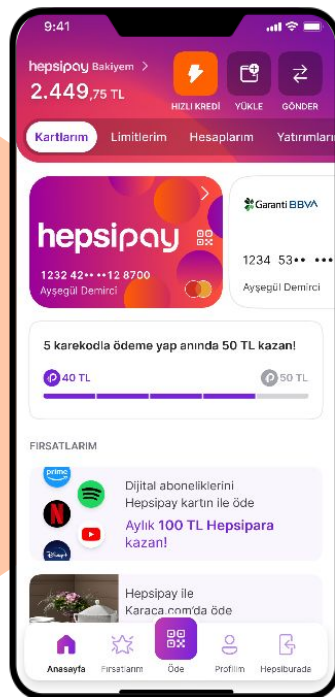 9:41
hepsipay Bakiyem >
2.449,75 TL
HIZLI KREDİ YÜKLE GÖNDER
Kartlarım Limitlerim Hesaplarım Yatırımları
hepsipay
1232 42•• ••12 8700
Ayşegül Demirci
Garanti BBVA
1234 53•• •••
Ayşegül Demirci
5 karekodla ödeme yap anında 50 TL kazan!
40 TL 50 TL
FIRSATLARIM
prime
Dijital aboneliklerini
Hepsipay kartın ile öde
Aylık 100 TL Hepsipara
kazan!
N
Disney+
Hepsipay ile
Karaca.com'da öde
Anasayfa Fırsatlarım Öde Profilim Hepsiburada